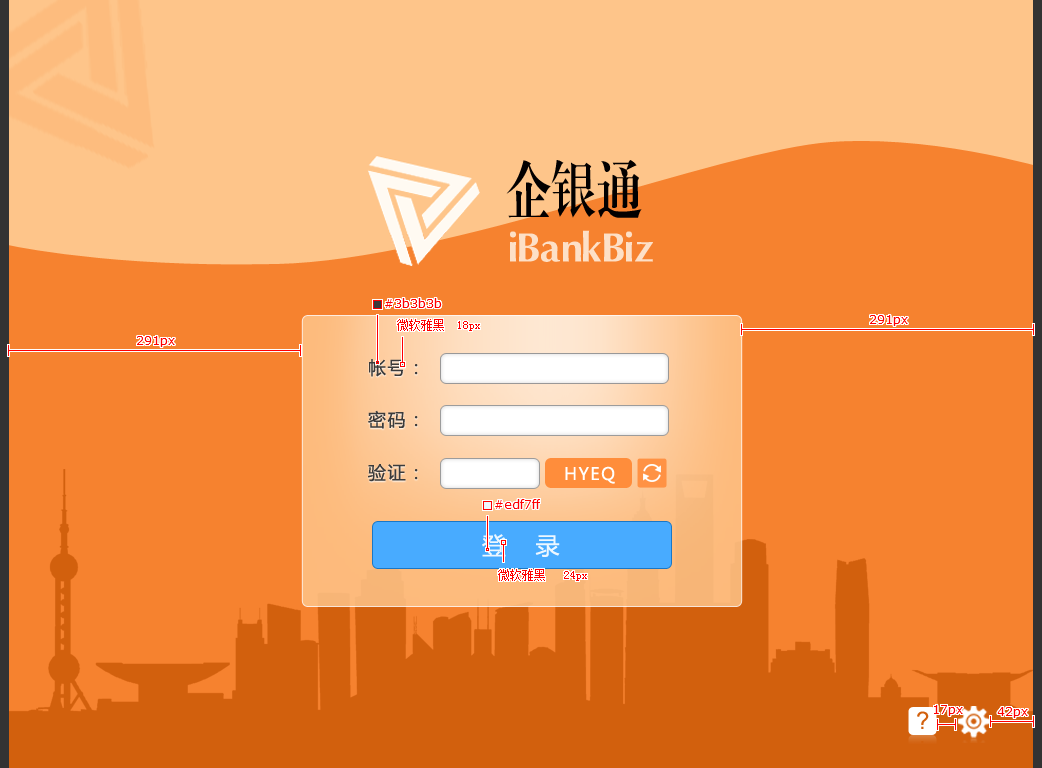 企银通
iBankBiz
#3b3b3b
微软雅黑 18px
291px
291px
帐号：
密码：
验证：
HYEQ
#edf7ff
登 录
微软雅黑 24px
?
17px
42px